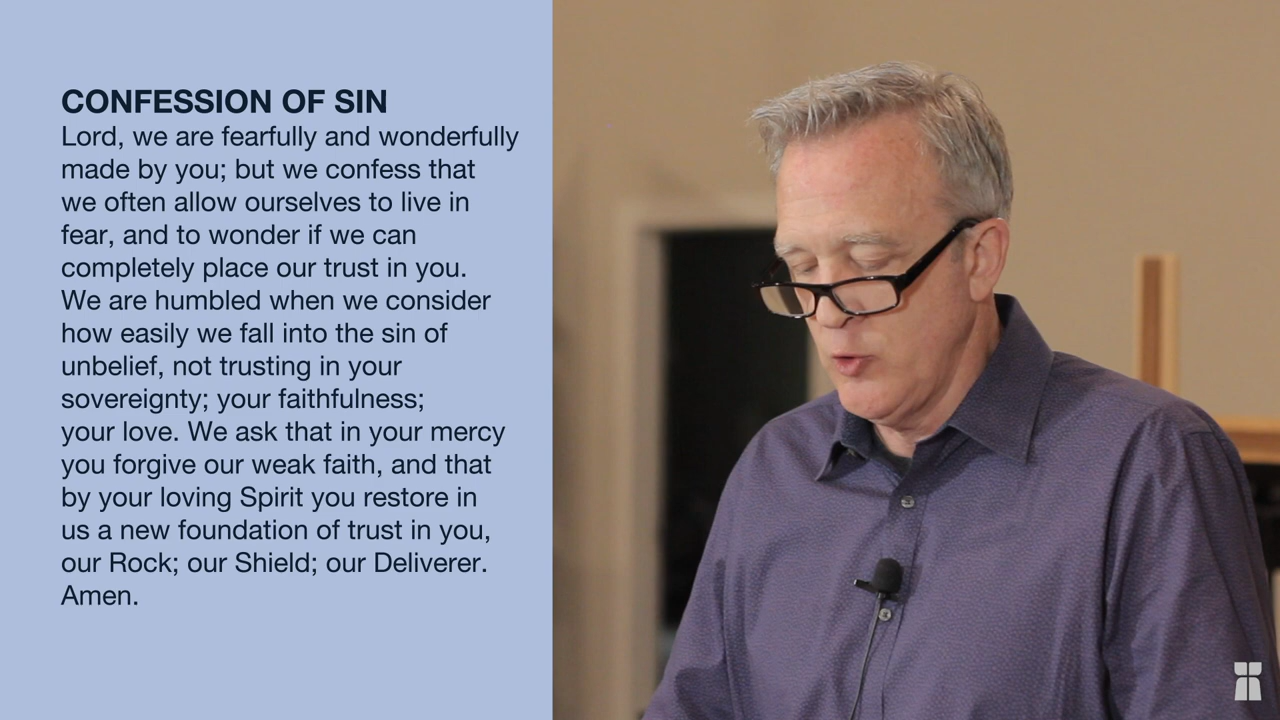 CONFESSION OF SIN
Lord, we are fearfully and wonderfully
made by you; but we confess that
we often allow ourselves to live in
fear, and to wonder if we can
completely place our trust in you.
We are humbled when we consider
how easily we fall into the sin of
unbelief, not trusting in your
sovereignty; your faithfulness;
your love. We ask that in your mercy
you forgive our weak faith, and that
by your loving Spirit you restore in
us a new foundation of trust in you,
our Rock; our Shield; our Deliverer.
Amen.